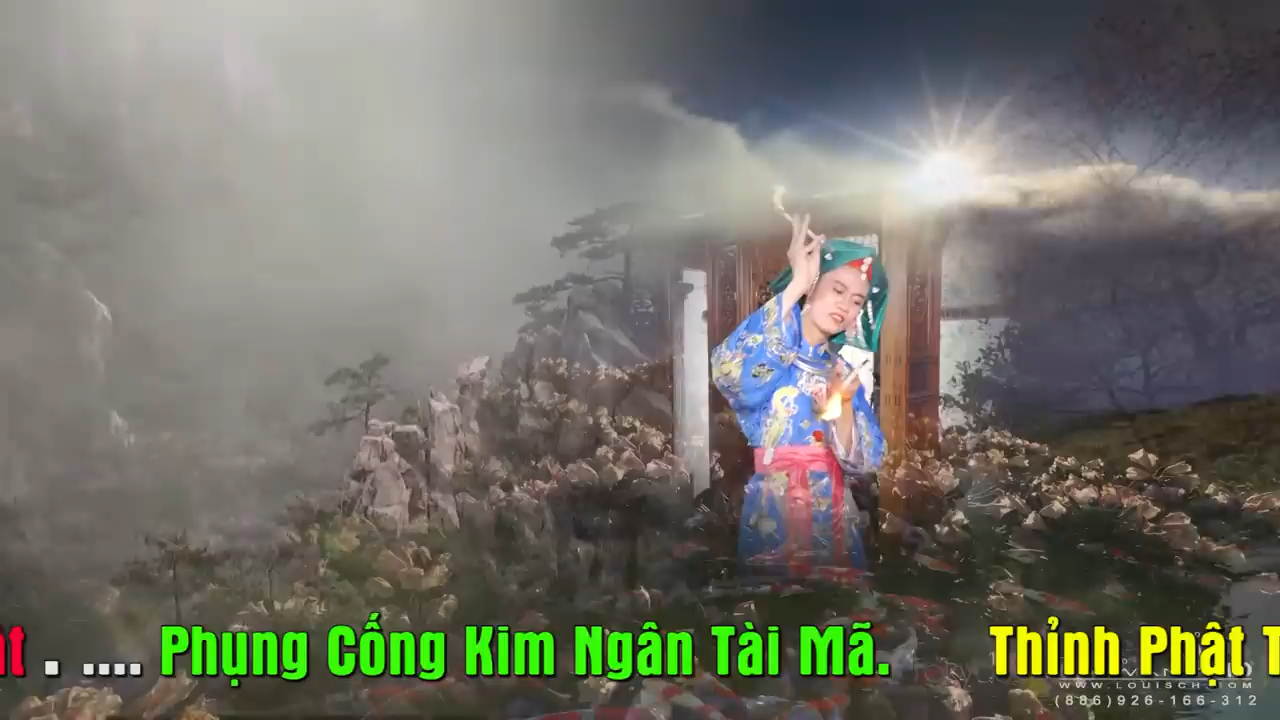 . .... Phụng Cống Kim Ngân Tài Mã. Thỉnh Phật
WWW.LOUISCH.COM
(886)926-166-312